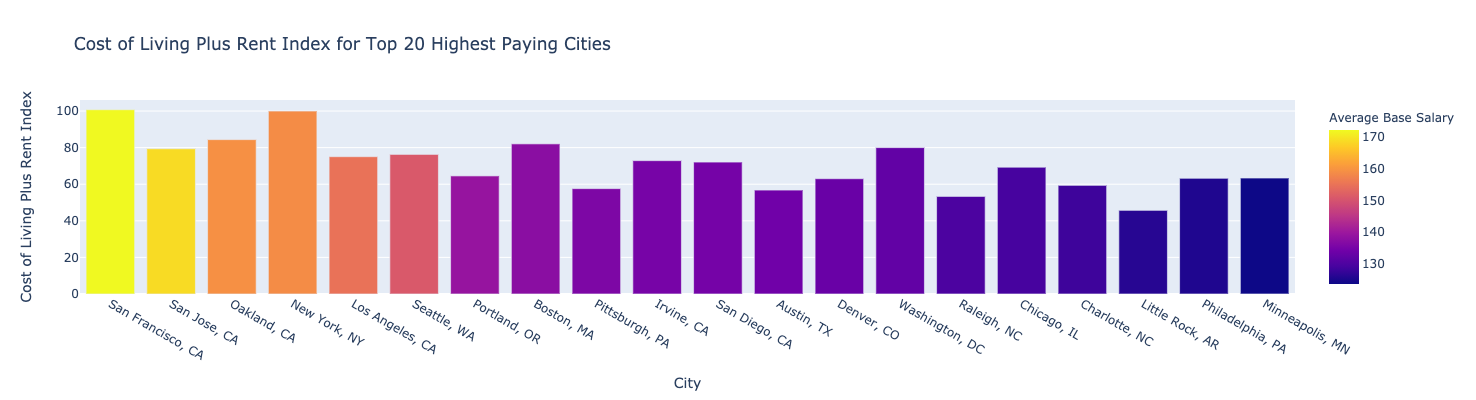 Cost of Living Plus Rent Index for Top 20 Highest Paying Cities
Cost of Living Plus Rent Index
100
80
60
40
20
0
San Francisco, CA
San Jose, CA
Oakland, CA
New York, NY
Los Angeles, CA
Seattle, WA
Portland, OR
Boston, MA
Pittsburgh, PA
Irvine, CA
San Diego, CA
Austin, TX
Denver, CO
Washington, DC
Raleigh, NC
Chicago, IL
Charlotte, NC
Little Rock, AR
Philadelphia, PA
Minneapolis, MN
City
Average Base Salary
170
160
150
140
130